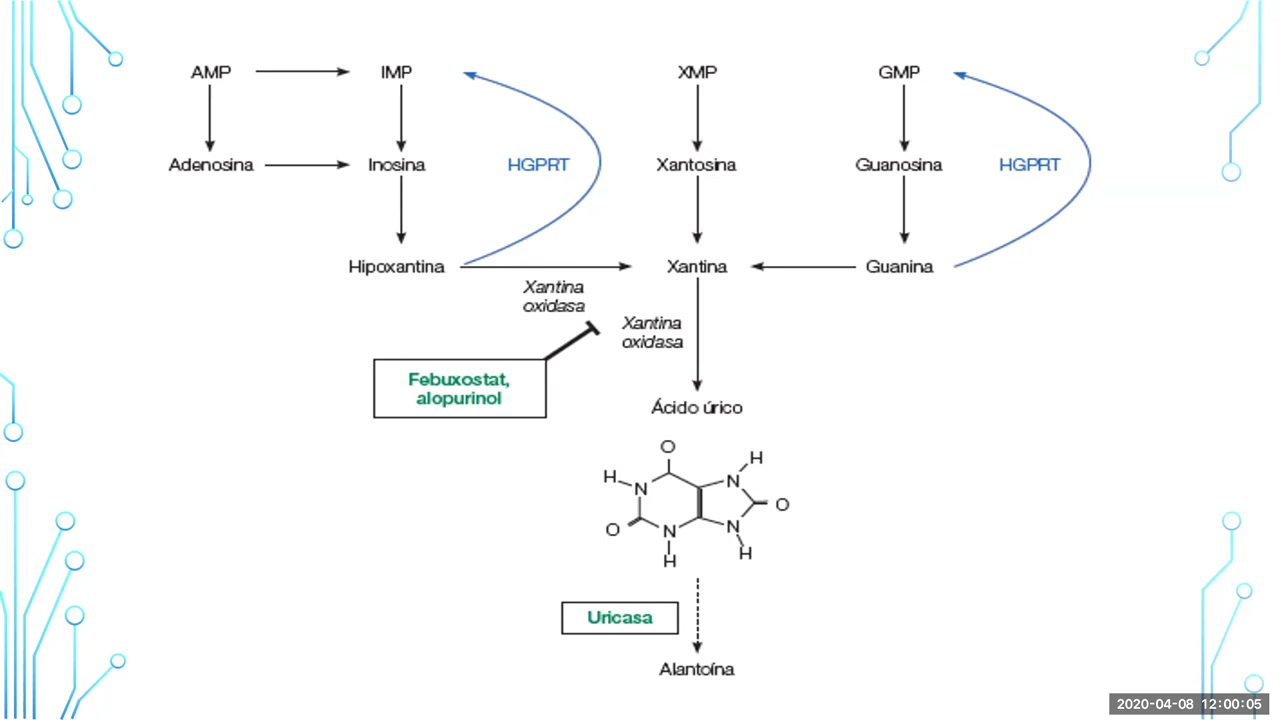 AMP
IMP
XMP
GMP
Adenosina
Inosina
HGPRT
Xantosina
Guanosina
HGPRT
Hipoxantina
Xantina
Guanina
Xantina
oxidasa
Xantina
oxidasa
Febuxostat,
alopurinol
Ácido úrico
O
H
N
H
N
O
O
N
H
N
H
Uricasa
Alantoína
2020-04-08 12:00:05